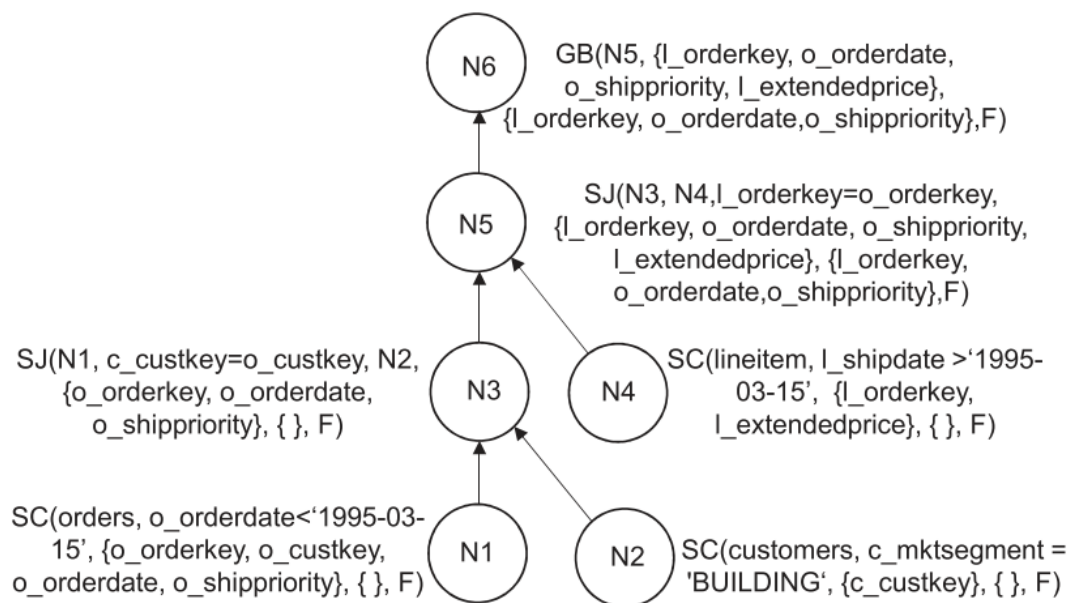 N6
GB(N5, {l_orderkey, o_orderdate,
o_shippriority, l_extendedprice},
{l_orderkey, o_orderdate,o_shippriority},F)
N5
SJ(N3, N4,l_orderkey=o_orderkey,
{l_orderkey, o_orderdate, o_shippriority,
l_extendedprice}, {l_orderkey,
o_orderdate,o_shippriority},F)
SJ(N1, c_custkey=o_custkey, N2,
{o_orderkey, o_orderdate,
o_shippriority}, { }, F)
N3
N4
SC(lineitem, l_shipdate >‘1995-
03-15’, {l_orderkey,
l_extendedprice}, { }, F)
SC(orders, o_orderdate<‘1995-03-
15’, {o_orderkey, o_custkey,
o_orderdate, o_shippriority}, { }, F)
N1
N2
SC(customers, c_mktsegment =
'BUILDING‘, {c_custkey}, { }, F)